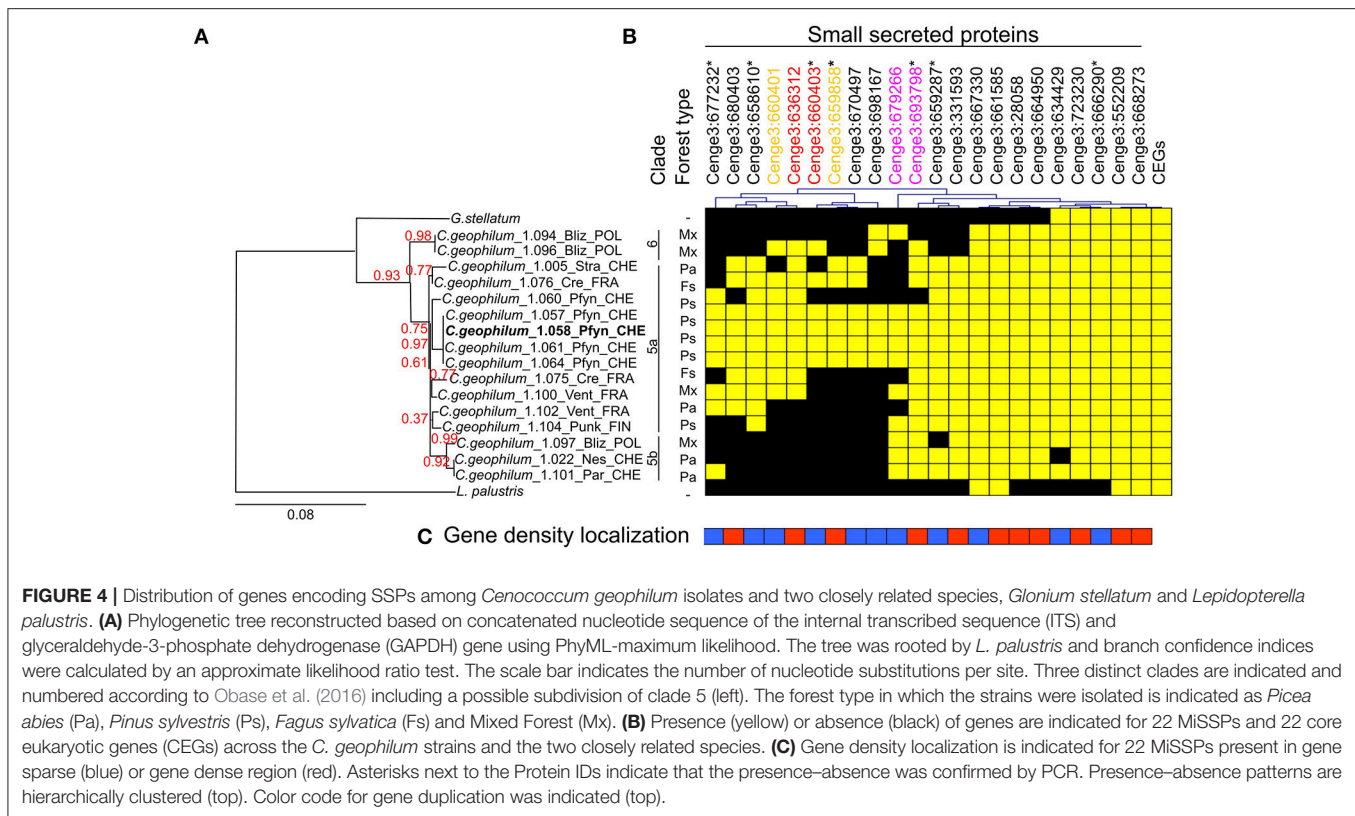 A
B
Small secreted proteins
Clade
Forest type
Cenge3:677232*
Cenge3:680403
Cenge3:658610*
Cenge3:660401
Cenge3:636312
Cenge3:660403*
Cenge3:659858*
Cenge3:670497
Cenge3:698167
Cenge3:679266
Cenge3:693798*
Cenge3:659287*
Cenge3:331593
Cenge3:667330
Cenge3:661585
Cenge3:28058
Cenge3:664950
Cenge3:634429
Cenge3:723230
Cenge3:666290*
Cenge3:552209
Cenge3:668273
CEGs
G.stellatum -
0.98 C.geophilum_1.094_Bliz_POL 6 Mx
C.geophilum_1.096_Bliz_POL Mx
0.93 0.77 C.geophilum_1.005_Stra_CHE Pa
C.geophilum_1.076_Cre_FRA Fs
C.geophilum_1.060_Pfyn_CHE Ps
C.geophilum_1.057_Pfyn_CHE Ps
0.75 C.geophilum_1.058_Pfyn_CHE Ps
0.97 C.geophilum_1.061_Pfyn_CHE 5a Ps
0.61 C.geophilum_1.064_Pfyn_CHE Ps
0.77 C.geophilum_1.075_Cre_FRA Fs
C.geophilum_1.100_Vent_FRA Mx
0.37 C.geophilum_1.102_Vent_FRA Pa
C.geophilum_1.104_Punk_FIN Ps
0.99 C.geophilum_1.097_Bliz_POL Mx
0.92 C.geophilum_1.022_Nes_CHE 5b Pa
C.geophilum_1.101_Par_CHE Pa
L. palustris -
0.08
C Gene density localization
FIGURE 4 | Distribution of genes encoding SSPs among Cenococcum geophilum isolates and two closely related species, Glonium stellatum and Lepidopterella
palustris. (A) Phylogenetic tree reconstructed based on concatenated nucleotide sequence of the internal transcribed sequence (ITS) and
glyceraldehyde-3-phosphate dehydrogenase (GAPDH) gene using PhyML-maximum likelihood. The tree was rooted by L. palustris and branch confidence indices
were calculated by an approximate likelihood ratio test. The scale bar indicates the number of nucleotide substitutions per site. Three distinct clades are indicated and
numbered according to Obase et al. (2016) including a possible subdivision of clade 5 (left). The forest type in which the strains were isolated is indicated as Picea
abies (Pa), Pinus sylvestris (Ps), Fagus sylvatica (Fs) and Mixed Forest (Mx). (B) Presence (yellow) or absence (black) of genes are indicated for 22 MiSSPs and 22 core
eukaryotic genes (CEGs) across the C. geophilum strains and the two closely related species. (C) Gene density localization is indicated for 22 MiSSPs present in gene
sparse (blue) or gene dense region (red). Asterisks next to the Protein IDs indicate that the presence–absence was confirmed by PCR. Presence–absence patterns are
hierarchically clustered (top). Color code for gene duplication was indicated (top).